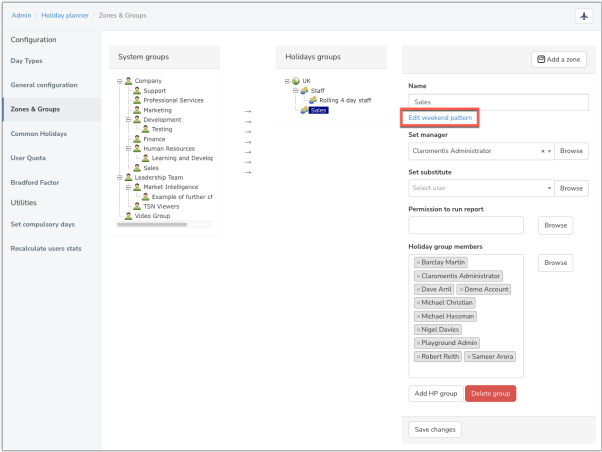 Admin / Holiday planner / Zones & Groups
Configuration
Day Types
General configuration
Zones & Groups
Common Holidays
User Quota
Bradford Factor
Utilities
Set compulsory days
Recalculate users stats
System groups
Company
Support
Professional Services
Marketing
Development
Testing
Finance
Human Resources
Learning and Develop
Sales
Leadership Team
Market Intelligence
Example of further ch
TSN Viewers
Video Group
→
→
→
→
→
→
Holidays groups
UK
Staff
Rolling 4 day staff
Sales
Add a zone
Name
Sales
Edit weekend pattern
Set manager
Claromentis Administrator × Browse
Set substitute
Select user Browse
Permission to run report
Browse
Holiday group members
× Barclay Martin Browse
× Claromentis Administrator
× Dave Arril × Demo Account
× Michael Christian
× Michael Hassman
× Nigel Davies
× Playground Admin
× Robert Reith × Sameer Arora
Add HP group Delete group
Save changes